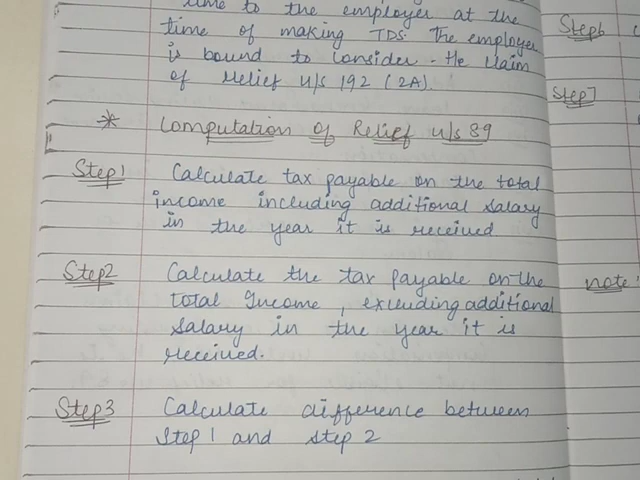 time to the employer at the
time of making TDS. The employer
is bound to consider - the claim
of relief u/s 192 (2A).
* Computation of Relief u/s 89
Step1 Calculate tax payable on the total
income including additional salary
in the year it is received
Step2 Calculate the tax payable on the
total Income, excluding additional
salary in the year it is
received.
Step3 Calculate difference between
Step 1 and step 2
Step6
Step7
note: